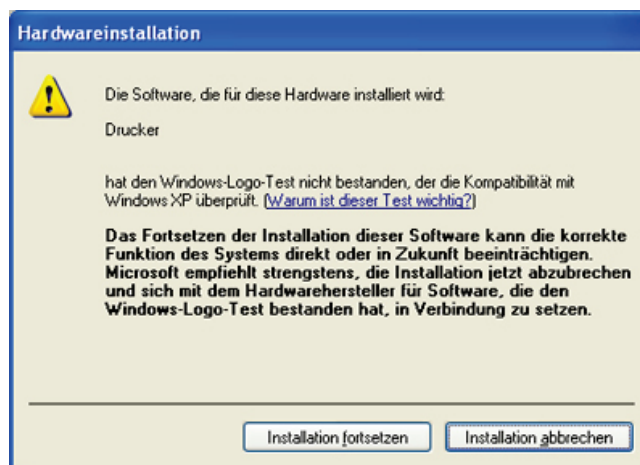 Hardwareinstallation
Die Software, die für diese Hardware installiert wird:
Drucker
hat den Windows-Logo-Test nicht bestanden, der die Kompatibilität mit
Windows XP überprüft. (Warum ist dieser Test wichtig?)
Das Fortsetzen der Installation dieser Software kann die korrekte
Funktion des Systems direkt oder in Zukunft beeinträchtigen.
Microsoft empfiehlt strengstens, die Installation jetzt abzubrechen
und sich mit dem Hardwarehersteller für Software, die den
Windows-Logo-Test bestanden hat, in Verbindung zu setzen.
Installation fortsetzen
Installation abbrechen